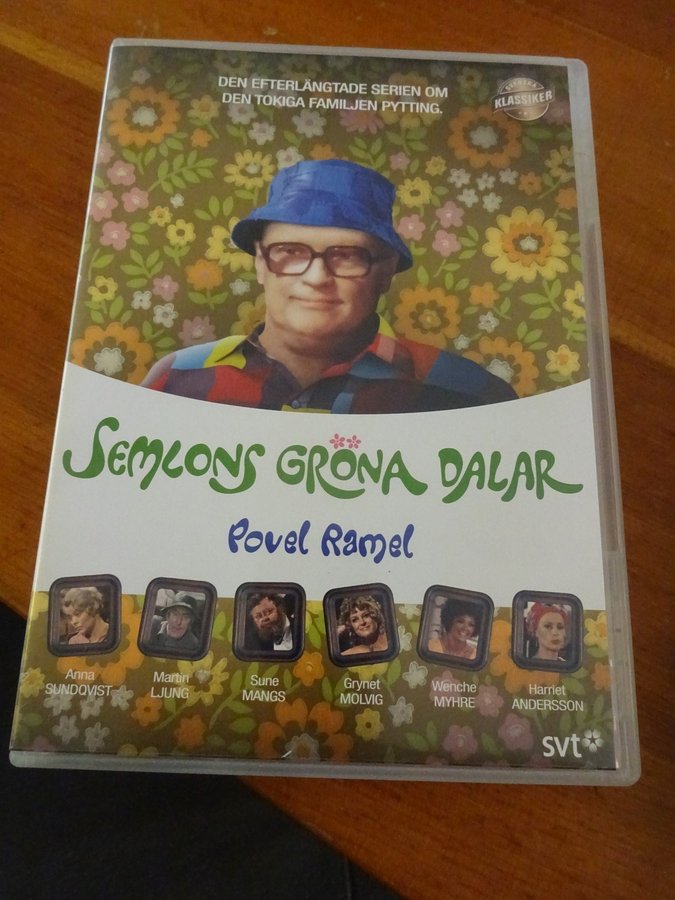 DEN EFTERLÄNGTADE SERIEN OM
DEN TOKIGA FAMILJEN PYTTING.
SVENSKA
KLASSIKER
SEMLONS GRÖNA DALAR
Povel Ramel
Anna
SUNDQVIST
Martin
LJUNG
Sune
MANGS
Grynet
MOLVIG
Wenche
MYHRE
Harriet
ANDERSSON
svt